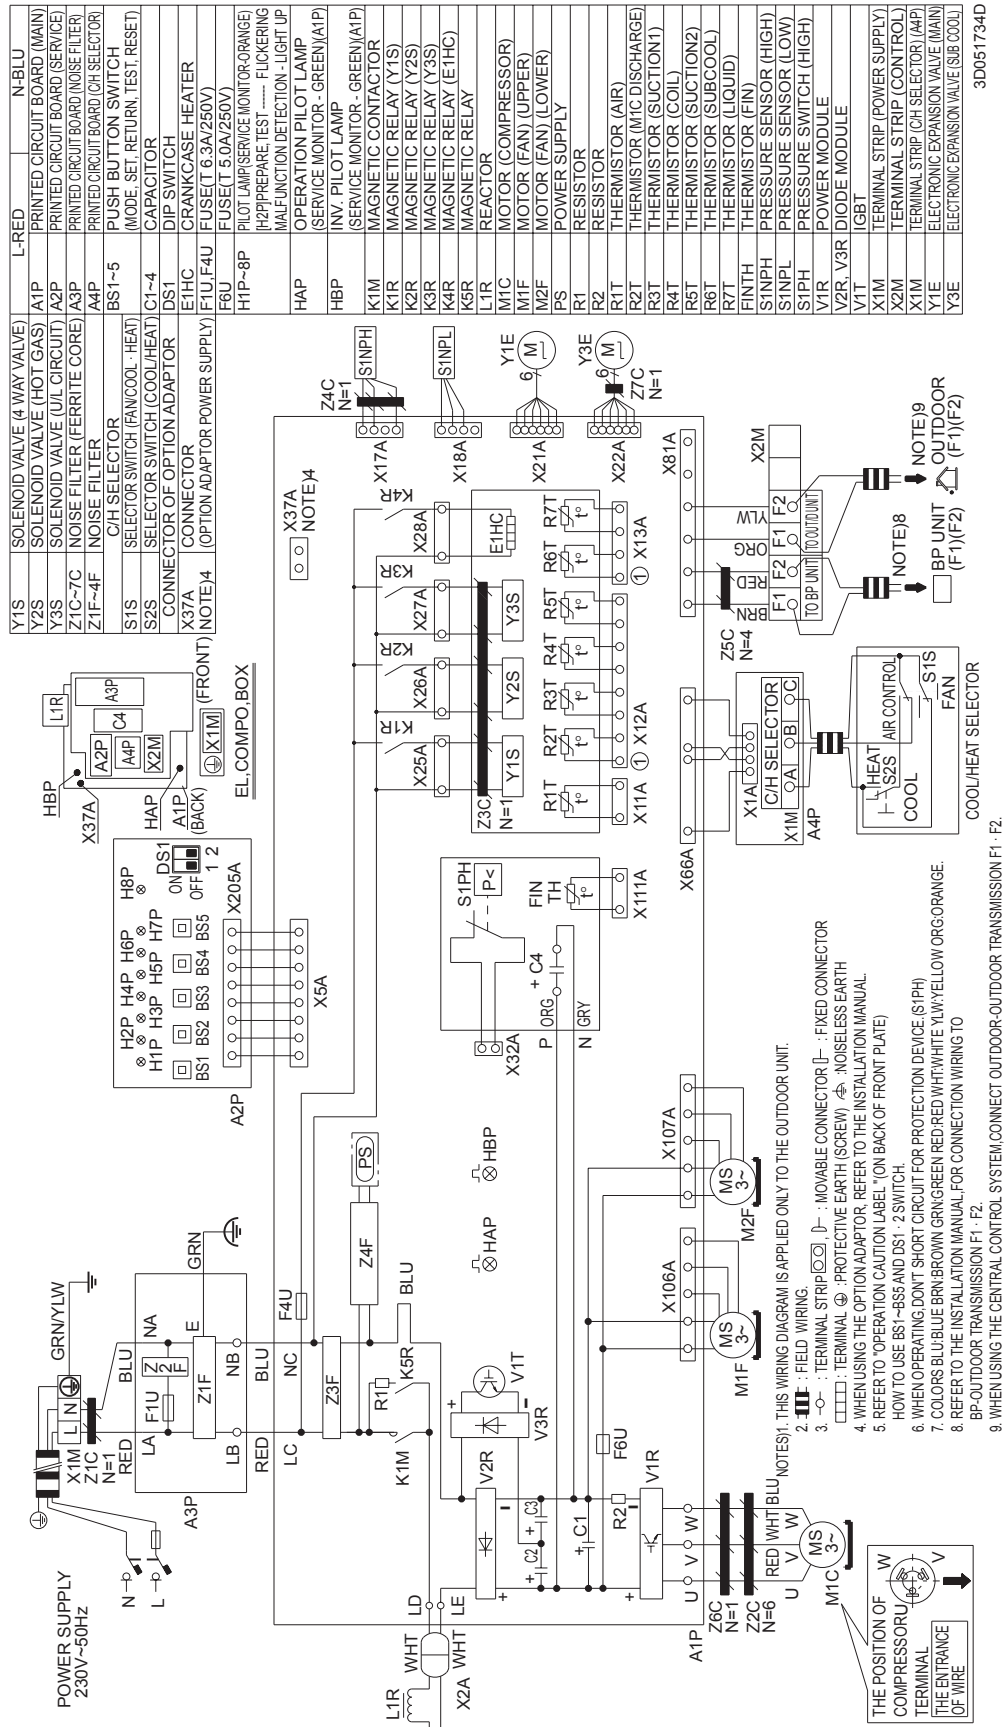 POWER SUPPLY
230V~50Hz
N
L
GRN/YLW
X1M
L N
Z1C
N=1
RED
BLU
LA
NA
F1U
Z2F
Z1F
E
GRN
A3P
LB
NB
RED
BLU
LC
NC
F4U
Z3F
Z4F
PS
R1
K5R
K1M
BLU
L1R
WHT
WHT
X2A
LD
LE
A1P
V2R
V3R
V1T
+ C2
+ C3
+ C1
R2
F6U
V1R
U V W
Z6C
N=1
Z2C
N=6
RED WHT BLU
U V W
MS
3~
M1C
THE POSITION OF
COMPRESSOR
TERMINAL
THE ENTRANCE
OF WIRE
U
W
V
HAP
HBP
X106A
MS
3~
M1F
X107A
MS
3~
M2F
A2P
H1P H2P H3P H4P H5P H6P H7P H8P
BS1 BS2 BS3 BS4 BS5
DS1
ON
OFF
1 2
X205A
X5A
X32A
S1PH
P<
P
ORG
+ C4
N
GRY
FIN
TH
t°
X111A
HBP
X37A
HAP
A1P
(BACK)
L1R
A3P
C4
A2P
A4P
X2M
X1M
(FRONT)
EL,COMPO,BOX
X37A
NOTE)4
K1R
K2R
K3R
K4R
X25A
X26A
X27A
X28A
Z3C
N=1
Y1S
Y2S
Y3S
E1HC
R1T
R2T
R3T
R4T
R5T
R6T
R7T
t° t° t° t° t° t° t°
X11A
1
X12A
1
X13A
Z4C
N=1
S1NPH
S1NPL
X17A
X18A
Y1E
M
6
X21A
Y3E
M
6
Z7C
N=1
X22A
X66A
X1A
C/H SELECTOR
X1M
A B C
A4P
HEAT
S2S
COOL
AIR CONTROL
S1S
FAN
COOL/HEAT SELECTOR
X81A
Z5C
N=4
BRN
RED
ORG
YLW
X2M
F1 F2 F1 F2
TO BP UNIT
TO OUT/D UNIT
NOTE)8
BP UNIT
(F1)(F2)
NOTE)9
OUTDOOR
(F1)(F2)
NOTES)1. THIS WIRING DIAGRAM IS APPLIED ONLY TO THE OUTDOOR UNIT.
2. : FIELD WIRING.
3. : TERMINAL STRIP , : MOVABLE CONNECTOR : FIXED CONNECTOR
: TERMINAL :PROTECTIVE EARTH (SCREW) :NOISELESS EARTH
4. WHEN USING THE OPTION ADAPTOR, REFER TO THE INSTALLATION MANUAL.
5. REFER TO "OPERATION CAUTION LABEL "(ON BACK OF FRONT PLATE)
HOW TO USE BS1~BS5 AND DS1 · 2 SWITCH.
6. WHEN OPERATING,DON'T SHORT CIRCUIT FOR PROTECTION DEVICE.(S1PH)
7. COLORS BLU:BLUE BRN:BROWN GRN:GREEN RED:RED WHT:WHITE YLW:YELLOW ORG:ORANGE.
8. REFER TO THE INSTALLATION MANUAL,FOR CONNECTION WIRING TO
BP-OUTDOOR TRANSMISSION F1 · F2.
9. WHEN USING THE CENTRAL CONTROL SYSTEM,CONNECT OUTDOOR-OUTDOOR TRANSMISSION F1 · F2.
Y1S SOLENOID VALVE (4 WAY VALVE)
Y2S SOLENOID VALVE (HOT GAS)
Y3S SOLENOID VALVE (U/L CIRCUIT)
Z1C~7C NOISE FILTER (FERRITE CORE)
Z1F~4F NOISE FILTER
C/H SELECTOR
S1S SELECTOR SWITCH (FAN/COOL · HEAT)
S2S SELECTOR SWITCH (COOL/HEAT)
CONNECTOR OF OPTION ADAPTOR
X37A CONNECTOR
NOTE)4 (OPTION ADAPTOR POWER SUPPLY)
L-RED N-BLU
A1P PRINTED CIRCUIT BOARD (MAIN)
A2P PRINTED CIRCUIT BOARD (SERVICE)
A3P PRINTED CIRCUIT BOARD (NOISE FILTER)
A4P PRINTED CIRCUIT BOARD (C/H SELECTOR)
BS1~5 PUSH BUTTON SWITCH
(MODE, SET, RETURN, TEST, RESET)
C1~4 CAPACITOR
DS1 DIP SWITCH
E1HC CRANKCASE HEATER
F1U,F4U FUSE(T 6.3A/250V)
F6U FUSE(T 5.0A/250V)
H1P~8P PILOT LAMP(SERVICE MONITOR-ORANGE)
[H2P]PREPARE, TEST ------- FLICKERING
MALFUNCTION DETECTION - LIGHT UP
HAP OPERATION PILOT LAMP
(SERVICE MONITOR - GREEN)(A1P)
HBP INV. PILOT LAMP
(SERVICE MONITOR - GREEN)(A1P)
K1M MAGNETIC CONTACTOR
K1R MAGNETIC RELAY (Y1S)
K2R MAGNETIC RELAY (Y2S)
K3R MAGNETIC RELAY (Y3S)
K4R MAGNETIC RELAY (E1HC)
K5R MAGNETIC RELAY
L1R REACTOR
M1C MOTOR (COMPRESSOR)
M1F MOTOR (FAN) (UPPER)
M2F MOTOR (FAN) (LOWER)
PS POWER SUPPLY
R1 RESISTOR
R2 RESISTOR
R1T THERMISTOR (AIR)
R2T THERMISTOR (M1C DISCHARGE)
R3T THERMISTOR (SUCTION1)
R4T THERMISTOR (COIL)
R5T THERMISTOR (SUCTION2)
R6T THERMISTOR (SUBCOOL)
R7T THERMISTOR (LIQUID)
FINTH THERMISTOR (FIN)
S1NPH PRESSURE SENSOR (HIGH)
S1NPL PRESSURE SENSOR (LOW)
S1PH PRESSURE SWITCH (HIGH)
V1R POWER MODULE
V2R, V3R DIODE MODULE
V1T IGBT
X1M TERMINAL STRIP (POWER SUPPLY)
X2M TERMINAL STRIP (CONTROL)
X1M TERMINAL STRIP (C/H SELECTOR) (A4P)
Y1E ELECTRONIC EXPANSION VALVE (MAIN)
Y3E ELECTRONIC EXPANSION VALVE (SUB COOL)
3D051734D